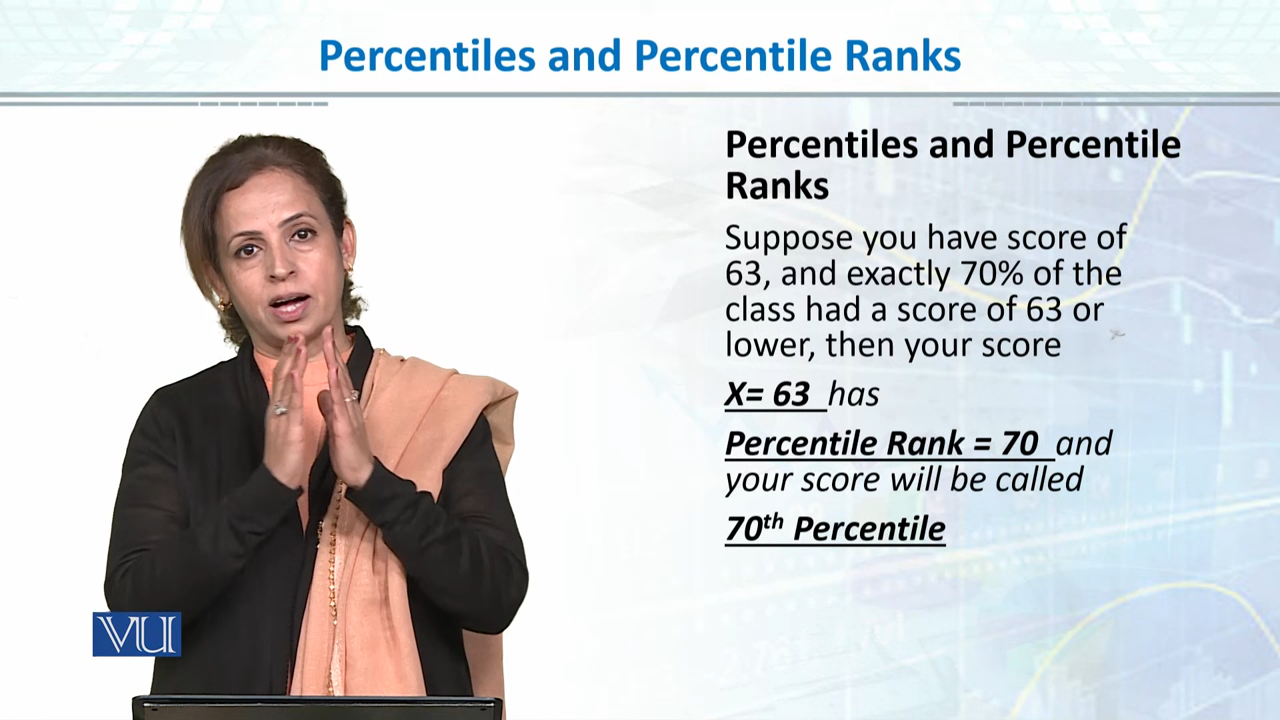 Percentiles and Percentile Ranks
Percentiles and Percentile
Ranks
Suppose you have score of
63, and exactly 70% of the
class had a score of 63 or
lower, then your score
X= 63 has
Percentile Rank = 70 and
your score will be called
70th Percentile
VU